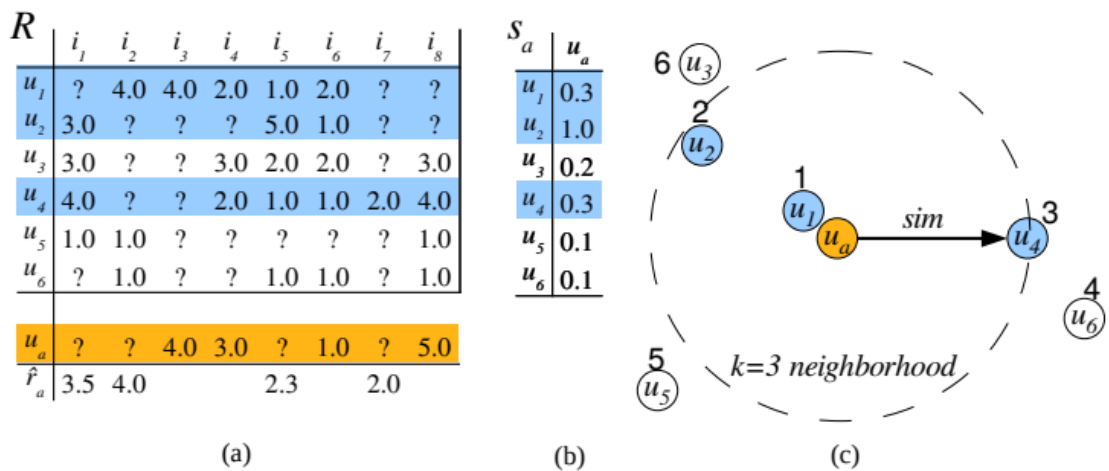 R i₁ i₂ i₃ i₄ i₅ i₆ i₇ i₈
u₁ ? 4.0 4.0 2.0 1.0 2.0 ? ?
u₂ 3.0 ? ? ? 5.0 1.0 ? ?
u₃ 3.0 ? ? 3.0 2.0 2.0 ? 3.0
u₄ 4.0 ? ? 2.0 1.0 1.0 2.0 4.0
u₅ 1.0 1.0 ? ? ? ? ? 1.0
u₆ ? 1.0 ? ? 1.0 1.0 ? 1.0
uₐ ? ? 4.0 3.0 ? 1.0 ? 5.0
r̂ₐ 3.5 4.0 2.3 2.0
(a)
sₐ uₐ
u₁ 0.3
u₂ 1.0
u₃ 0.2
u₄ 0.3
u₅ 0.1
u₆ 0.1
(b)
6 u₃
2
u₂
1
u₁
uₐ sim u₄ 3
4
u₆
5
u₅
k=3 neighborhood
(c)